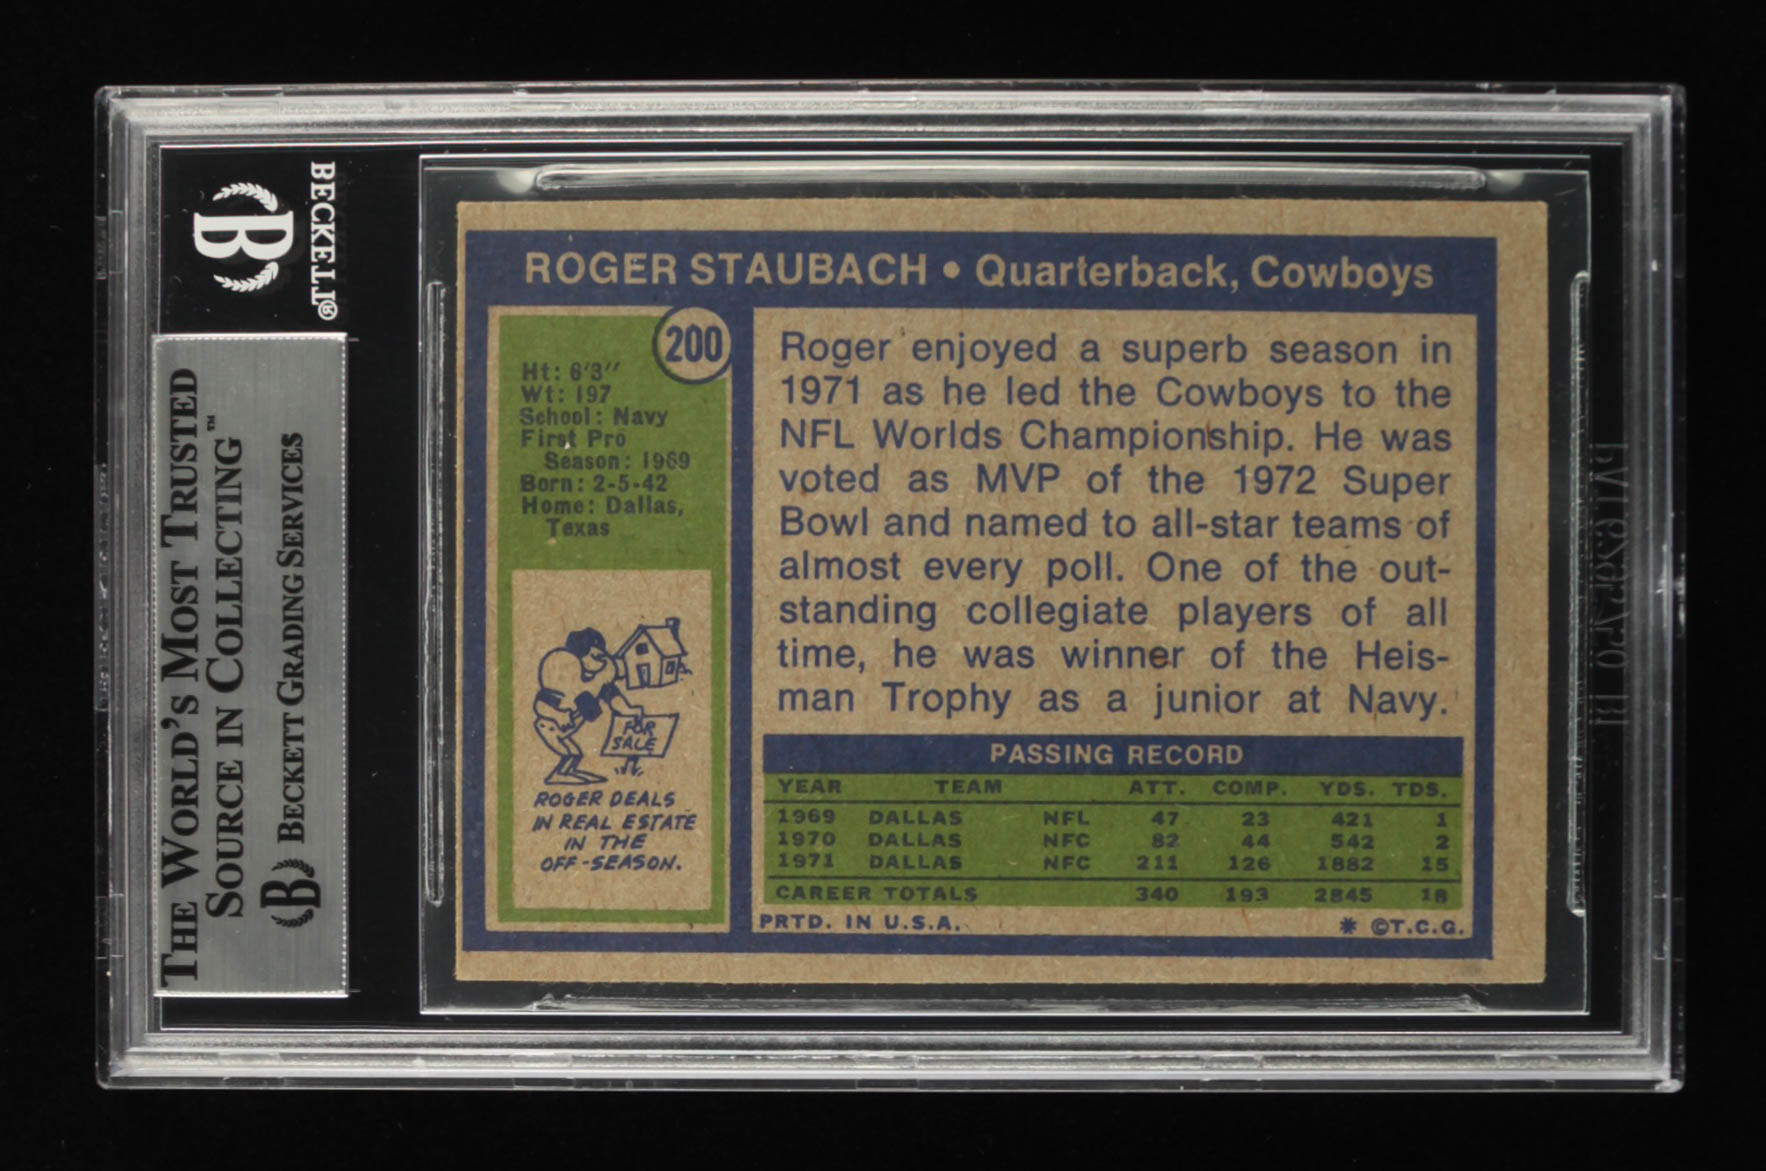 BECKETT®
B
THE WORLD'S MOST TRUSTED
SOURCE IN COLLECTING™
B BECKETT GRADING SERVICES
ROGER STAUBACH • Quarterback, Cowboys
200
Ht: 6'3"
Wt: 197
School: Navy
First Pro
Season: 1969
Born: 2-5-42
Home: Dallas,
Texas
FOR
SALE
ROGER DEALS
IN REAL ESTATE
IN THE
OFF-SEASON.
Roger enjoyed a superb season in
1971 as he led the Cowboys to the
NFL Worlds Championship. He was
voted as MVP of the 1972 Super
Bowl and named to all-star teams of
almost every poll. One of the out-
standing collegiate players of all
time, he was winner of the Heis-
man Trophy as a junior at Navy.
PASSING RECORD
YEAR TEAM ATT. COMP. YDS. TDS.
1969 DALLAS NFL 47 23 421 1
1970 DALLAS NFC 82 44 542 2
1971 DALLAS NFC 211 126 1882 15
CAREER TOTALS 340 193 2845 18
PRTD. IN U.S.A. * ©T.C.G.